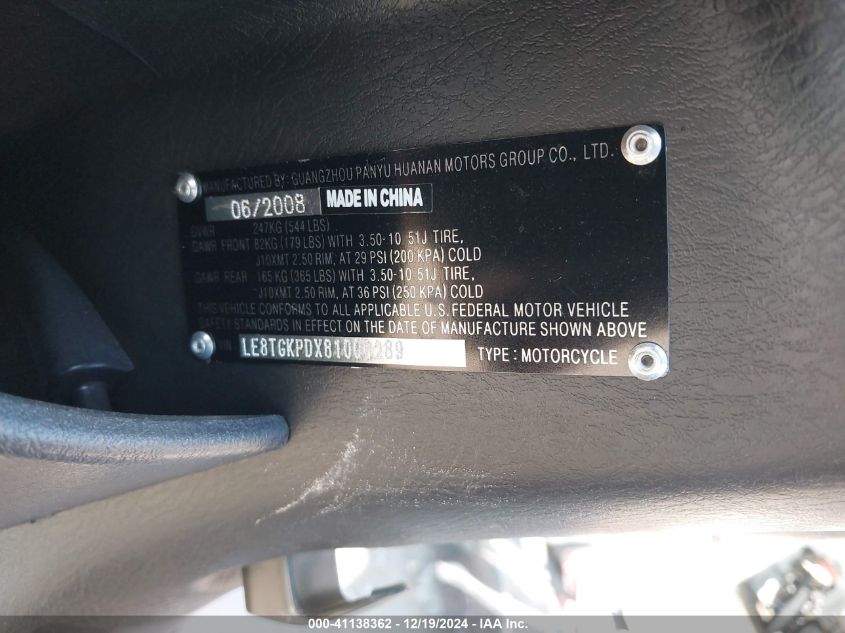 MANUFACTURED BY: GUANGZHOU PANYU HUANAN MOTORS GROUP CO., LTD.
06/2008 MADE IN CHINA
GVWR 247KG (544 LBS)
GAWR FRONT 82KG (179 LBS) WITH 3.50-10 51J TIRE,
J10XMT 2.50 RIM, AT 29 PSI (200 KPA) COLD
GAWR REAR 165 KG (365 LBS) WITH 3.50-10 51J TIRE,
J10XMT 2.50 RIM, AT 36 PSI (250 KPA) COLD
THIS VEHICLE CONFORMS TO ALL APPLICABLE U.S. FEDERAL MOTOR VEHICLE
SAFETY STANDARDS IN EFFECT ON THE DATE OF MANUFACTURE SHOWN ABOVE
TYPE: MOTORCYCLE
000-41138362 - 12/19/2024 - IAA Inc.